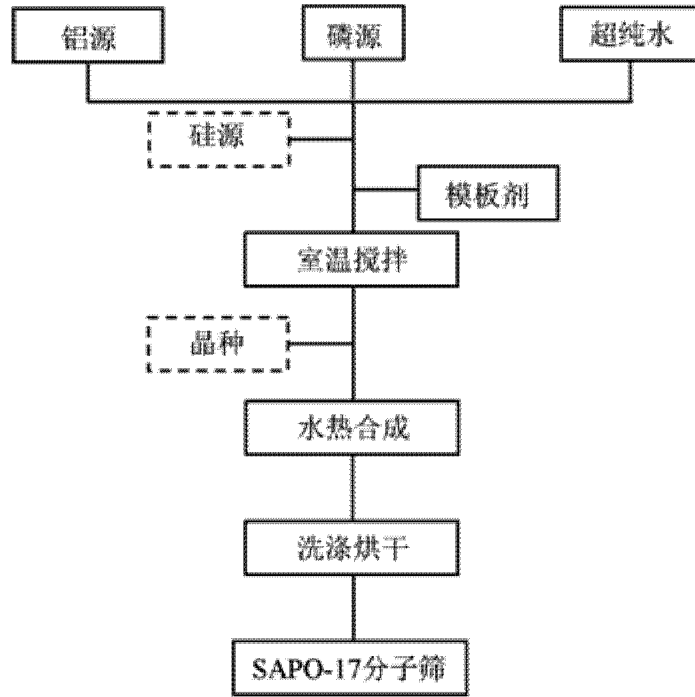 铝源
磷源
超纯水
硅源
模板剂
室温搅拌
晶种
水热合成
洗涤烘干
SAPO-17分子筛